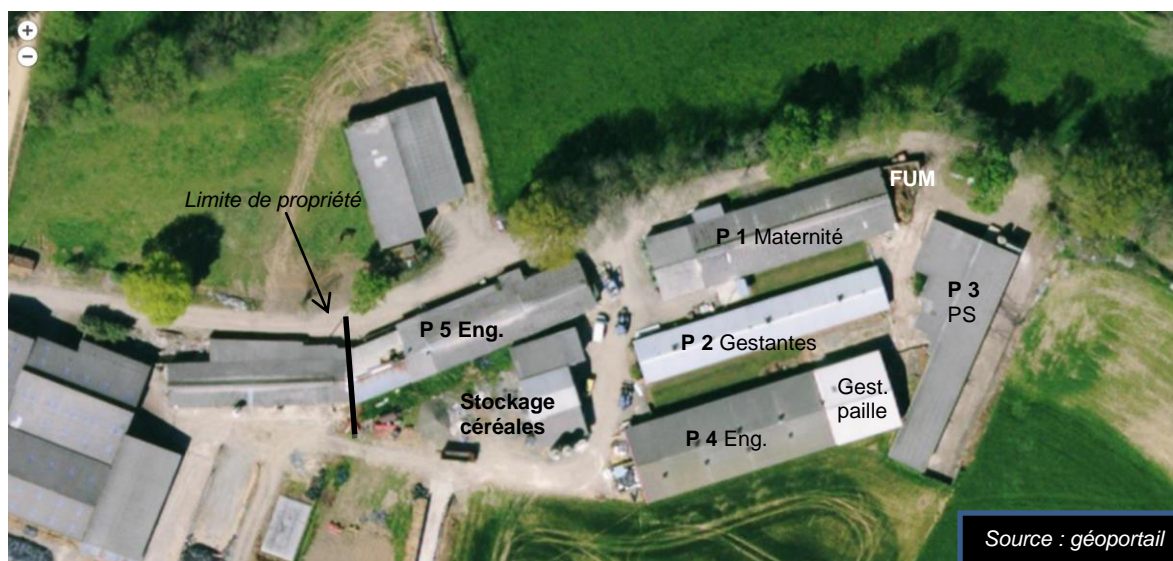 +
−
Limite de propriété
FUM
P 1 Maternité
P 3
PS
P 5 Eng.
P 2 Gestantes
Gest.
paille
Stockage
céréales
P 4 Eng.
Source : géoportail